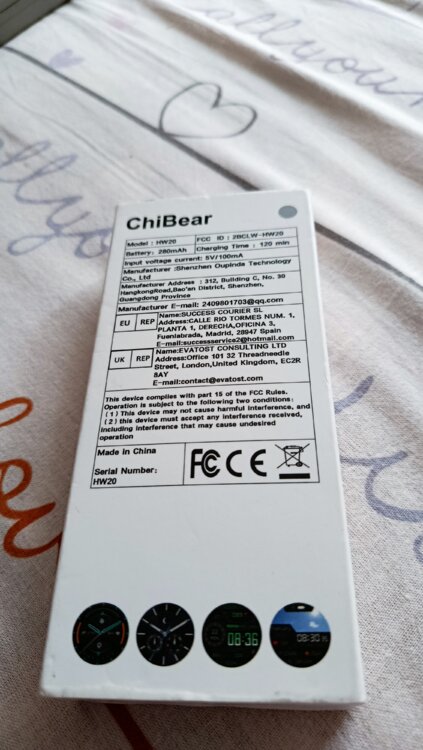 allyour
allyou
ChiBear
Model : HW20 FCC ID : 2BCLW-HW20
Battery: 280mAh Charging Time : 120 min
Input voltage current: 5V/100mA
Manufacturer :Shenzhen Oupinda Technology
Co., Ltd
Manufacturer Address : 312, Building C, No. 30
HangkongRoad,Bao'an District, Shenzhen,
Guangdong Province
Manufacturer E-mail: 2409801703@qq.com
EU REP Name:SUCCESS COURIER SL
Address:CALLE RIO TORMES NUM. 1,
PLANTA 1, DERECHA,OFICINA 3,
Fuenlabrada, Madrid, 28947 Spain
E-mail:successservice2@hotmail.com
UK REP Name:EVATOST CONSULTING LTD
Address:Office 101 32 Threadneedle
Street, London,United Kingdom, EC2R
8AY
E-mail:contact@evatost.com
This device complies with part 15 of the FCC Rules.
Operation is subject to the following two conditions:
(1) This device may not cause harmful interference, and
(2) this device must accept any interference received,
including interference that may cause undesired
operation
Made in China
Serial Number:
HW20
FC CE
08:36
08:30